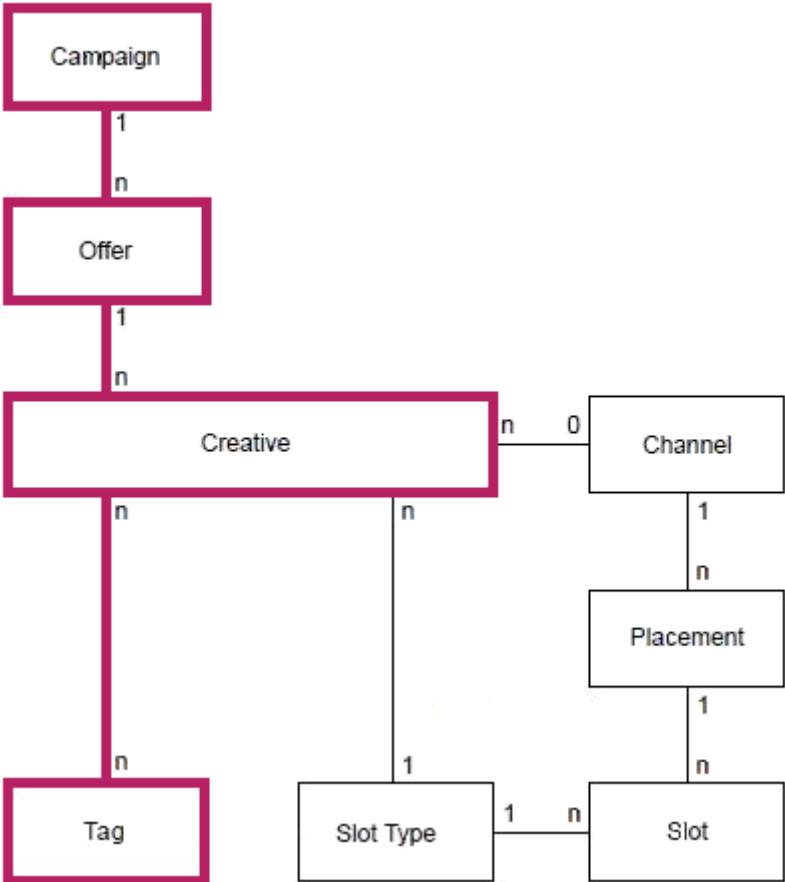 Campaign
1
n
Offer
1
n
Creative
n 0
Channel
n
n
1
n
Placement
1
n
1
n
Tag
Slot Type
1 n
Slot